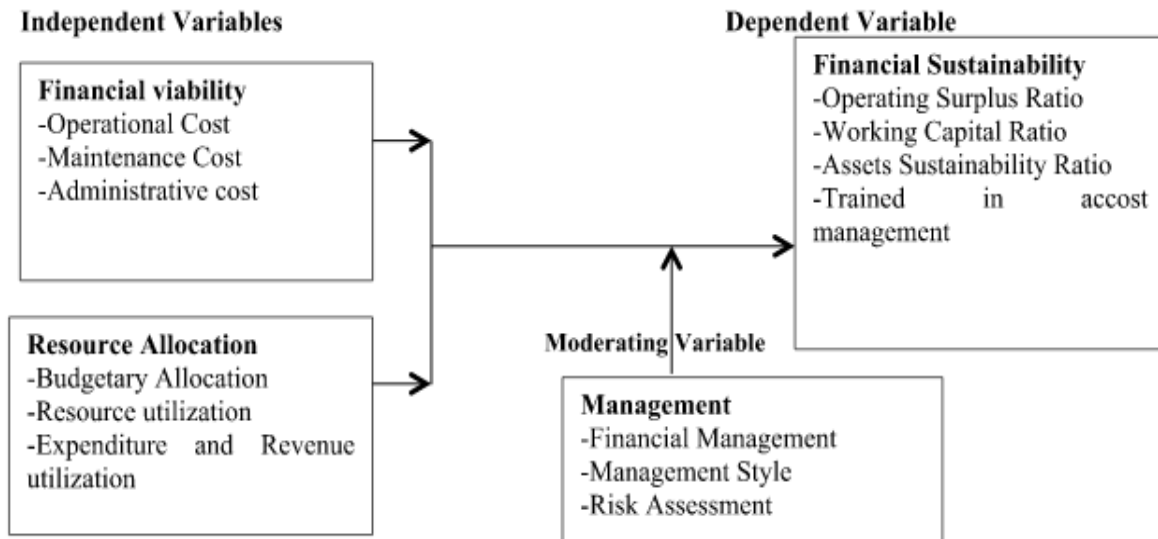 Independent Variables
Financial viability
-Operational Cost
-Maintenance Cost
-Administrative cost
Resource Allocation
-Budgetary Allocation
-Resource utilization
-Expenditure and Revenue
utilization
Dependent Variable
Financial Sustainability
-Operating Surplus Ratio
-Working Capital Ratio
-Assets Sustainability Ratio
-Trained in accost
management
Moderating Variable
Management
-Financial Management
-Management Style
-Risk Assessment